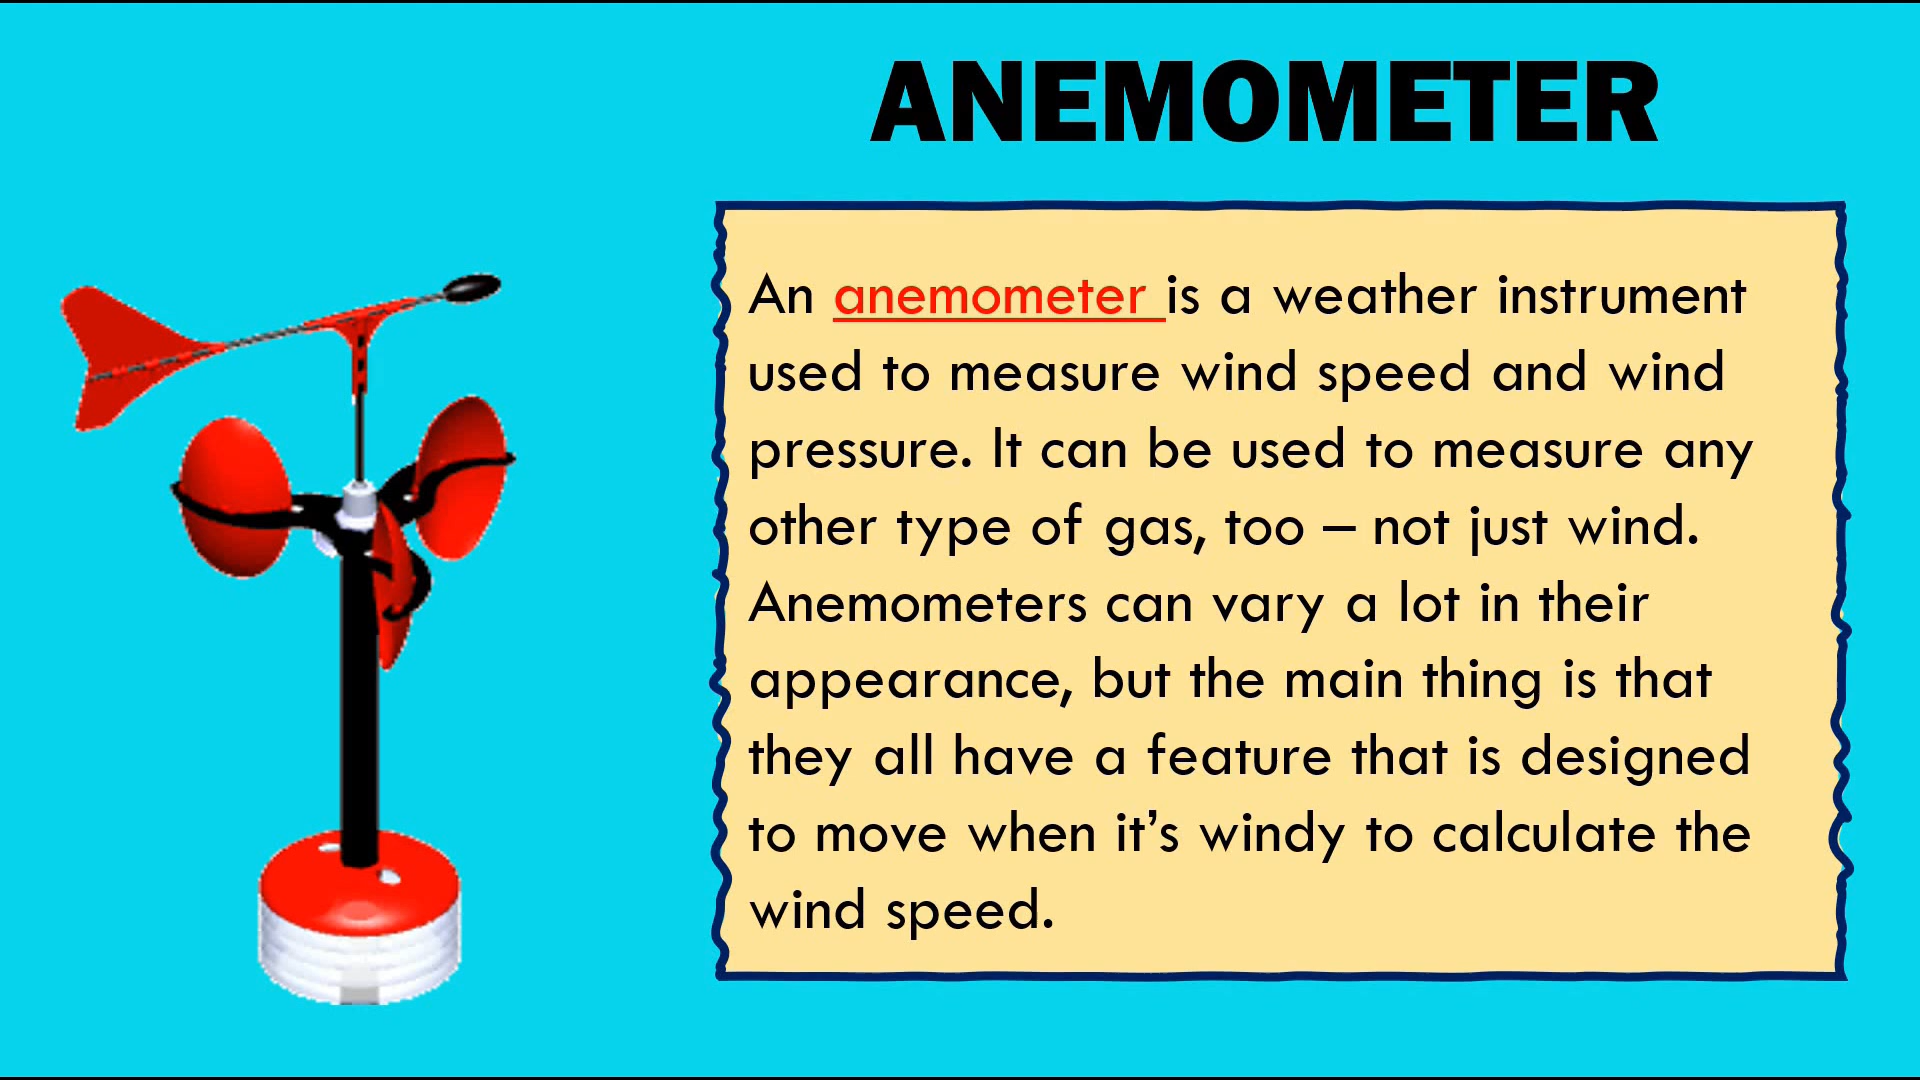 ANEMOMETER
An anemometer is a weather instrument
used to measure wind speed and wind
pressure. It can be used to measure any
other type of gas, too – not just wind.
Anemometers can vary a lot in their
appearance, but the main thing is that
they all have a feature that is designed
to move when it’s windy to calculate the
wind speed.